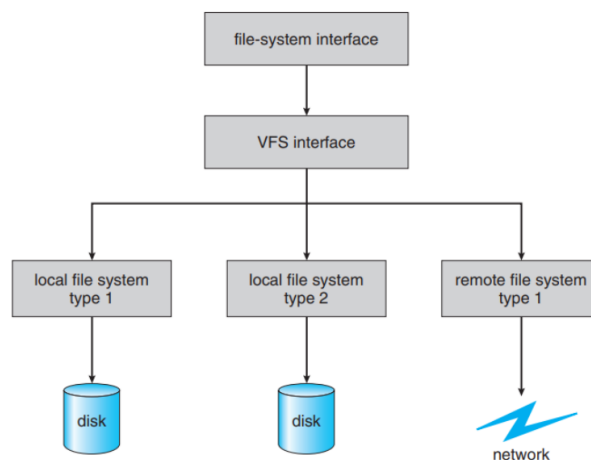 file-system interface
VFS interface
local file system
type 1
local file system
type 2
remote file system
type 1
disk
disk
network